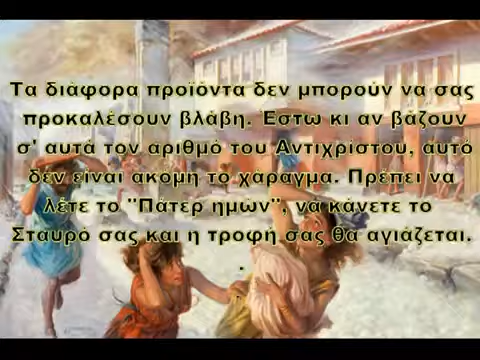 Τα διάφορα προϊόντα δεν μπορούν να σας
προκαλέσουν βλάβη. Εστω κι αν βάζουν
σ' αυτά τον αριθμό του Αντιχρίστου, αυτό
δεν είναι ακόμη το χάραγμα. Πρέπει να
λέτε το "Πάτερ ημών", να κάνετε το
Σταυρό σας και η τροφή σας θα αγιάζεται.
.